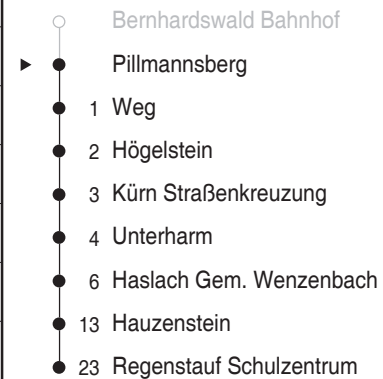 Bernhardswald Bahnhof
Pillmannsberg
1 Weg
2 Högelstein
3 Kürn Straßenkreuzung
4 Unterharm
6 Haslach Gem. Wenzenbach
13 Hauzenstein
23 Regenstauf Schulzentrum